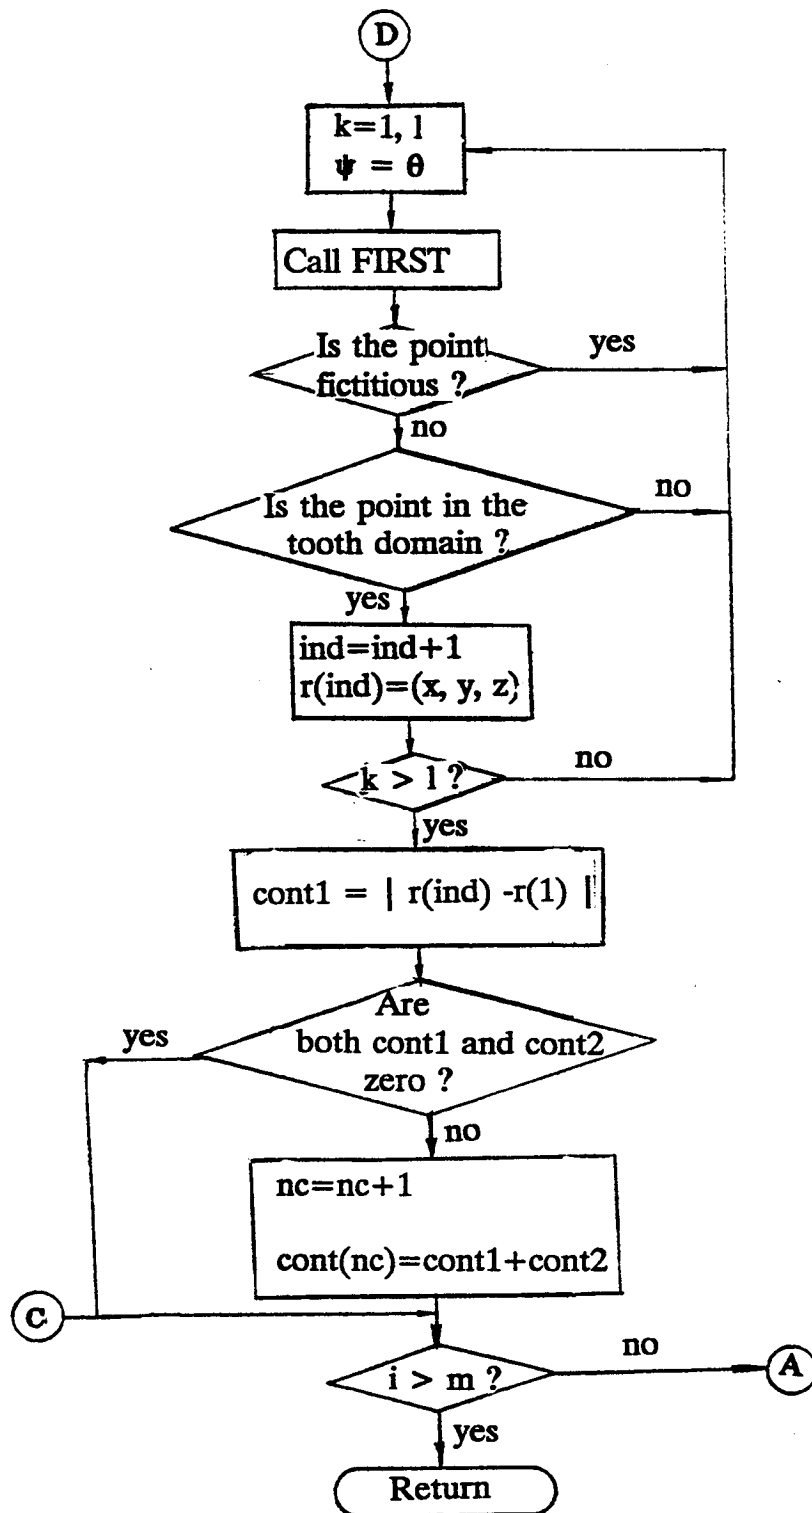 D
k=1, l
ψ = θ
Call FIRST
Is the point
fictitious ?
yes
no
Is the point in the
tooth domain ?
no
yes
ind=ind+1
r(ind)=(x, y, z)
k > l ?
no
yes
cont1 = | r(ind) -r(1) |
Are
both cont1 and cont2
zero ?
yes
no
nc=nc+1
cont(nc)=cont1+cont2
C
i > m ?
no
A
yes
Return